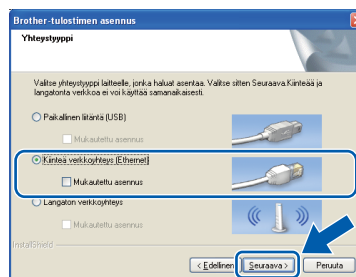 Brother-tulostimen asennus
Yhteystyyppi
Valitse yhteystyyppi laitteelle, jonka haluat asentaa. Valitse sitten Seuraava.Kiinteää ja
langatonta verkkoa ei voi käyttää samanaikaisesti.
Paikallinen liitäntä (USB)
Mukautettu asennus
Kiinteä verkkoyhteys (Ethernet)
Mukautettu asennus
Langaton verkkoyhteys
Mukautettu asennus
InstallShield
< Edellinen
Seuraava >
Peruuta